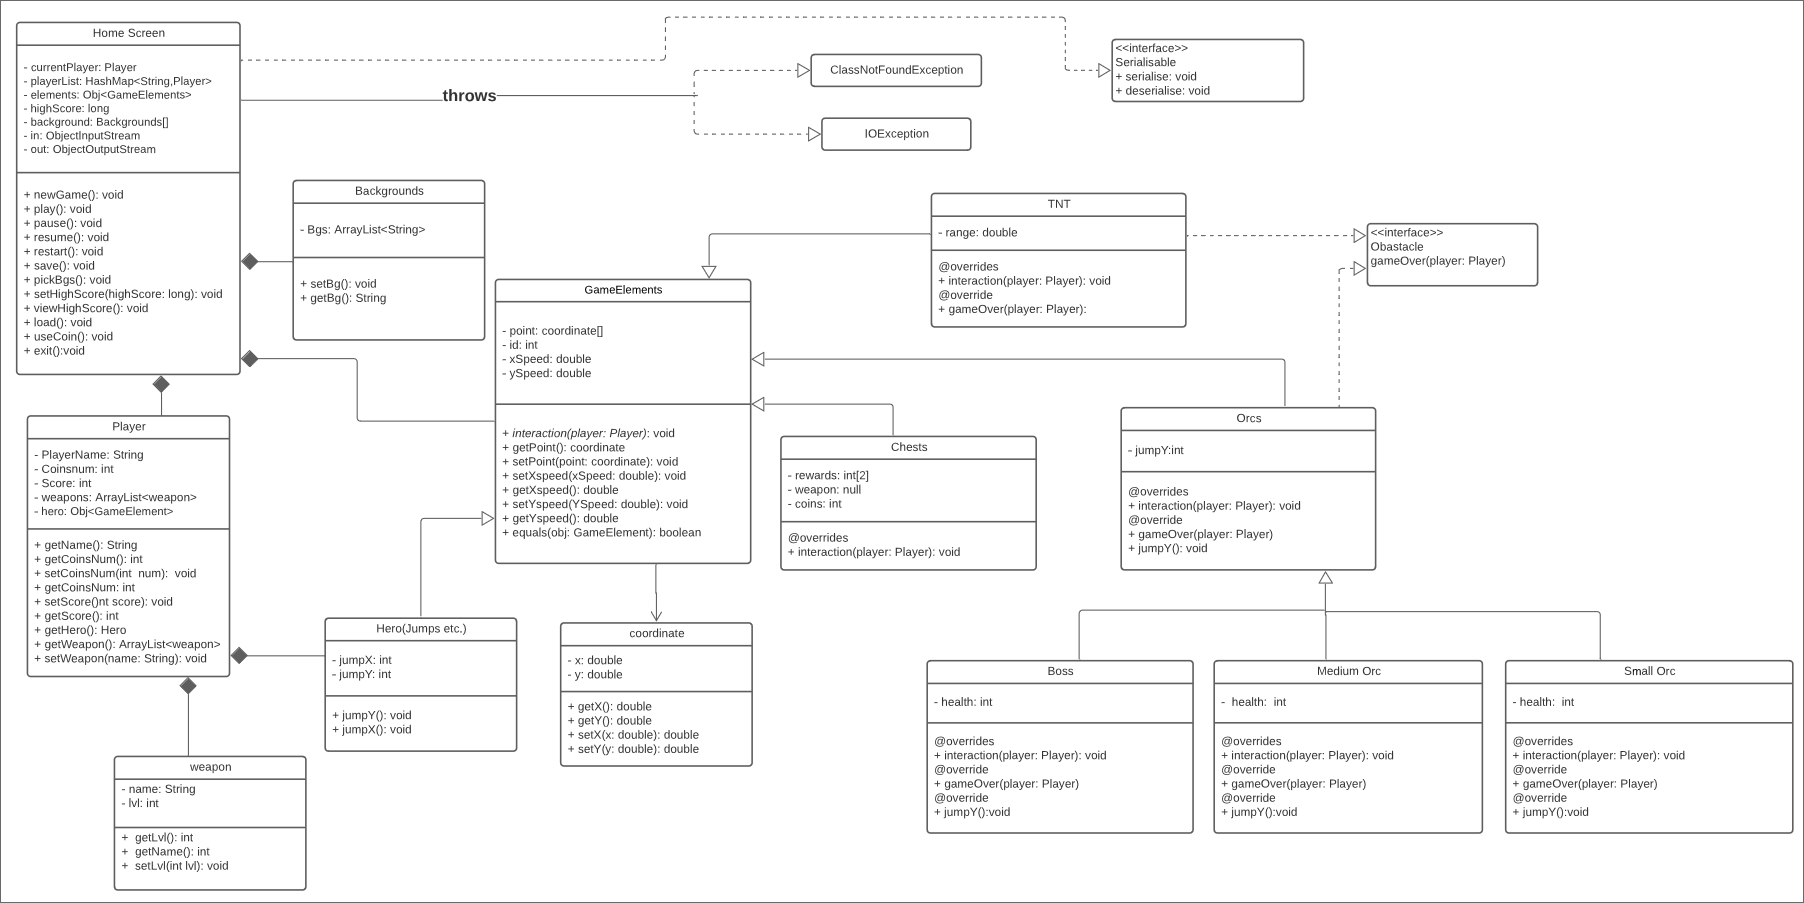 Home Screen
- currentPlayer: Player
- playerList: HashMap<String,Player>
- elements: Obj<GameElements>
- highScore: long
- background: Backgrounds[]
- in: ObjectInputStream
- out: ObjectOutputStream
+ newGame(): void
+ play(): void
+ pause(): void
+ resume(): void
+ restart(): void
+ save(): void
+ pickBgs(): void
+ setHighScore(highScore: long): void
+ viewHighScore(): void
+ load(): void
+ useCoin(): void
+ exit():void
throws
ClassNotFoundException
IOException
<<interface>>
Serialisable
+ serialise: void
+ deserialise: void
Backgrounds
- Bgs: ArrayList<String>
+ setBg(): void
+ getBg(): String
GameElements
- point: coordinate[]
- id: int
- xSpeed: double
- ySpeed: double
+ interaction(player: Player): void
+ getPoint(): coordinate
+ setPoint(point: coordinate): void
+ setXspeed(xSpeed: double): void
+ getXspeed(): double
+ setYspeed(YSpeed: double): void
+ getYspeed(): double
+ equals(obj: GameElement): boolean
TNT
- range: double
@overrides
+ interaction(player: Player): void
@override
+ gameOver(player: Player):
<<interface>>
Obastacle
gameOver(player: Player)
Chests
- rewards: int[2]
- weapon: null
- coins: int
@overrides
+ interaction(player: Player): void
Orcs
- jumpY:int
@overrides
+ interaction(player: Player): void
@override
+ gameOver(player: Player)
+ jumpY(): void
Player
- PlayerName: String
- Coinsnum: int
- Score: int
- weapons: ArrayList<weapon>
- hero: Obj<GameElement>
+ getName(): String
+ getCoinsNum(): int
+ setCoinsNum(int  num):  void
+ getCoinsNum: int
+ setScore()nt score): void
+ getScore(): int
+ getHero(): Hero
+ getWeapon(): ArrayList<weapon>
+ setWeapon(name: String): void
Hero(Jumps etc.)
- jumpX: int
- jumpY: int
+ jumpY(): void
+ jumpX(): void
coordinate
- x: double
- y: double
+ getX(): double
+ getY(): double
+ setX(x: double): double
+ setY(y: double): double
weapon
- name: String
- lvl: int
+  getLvl(): int
+  getName(): int
+  setLvl(int lvl): void
Boss
- health: int
@overrides
+ interaction(player: Player): void
@override
+ gameOver(player: Player)
@override
+ jumpY():void
Medium Orc
-  health:  int
@overrides
+ interaction(player: Player): void
@override
+ gameOver(player: Player)
@override
+ jumpY():void
Small Orc
- health:  int
@overrides
+ interaction(player: Player): void
@override
+ gameOver(player: Player)
@override
+ jumpY():void